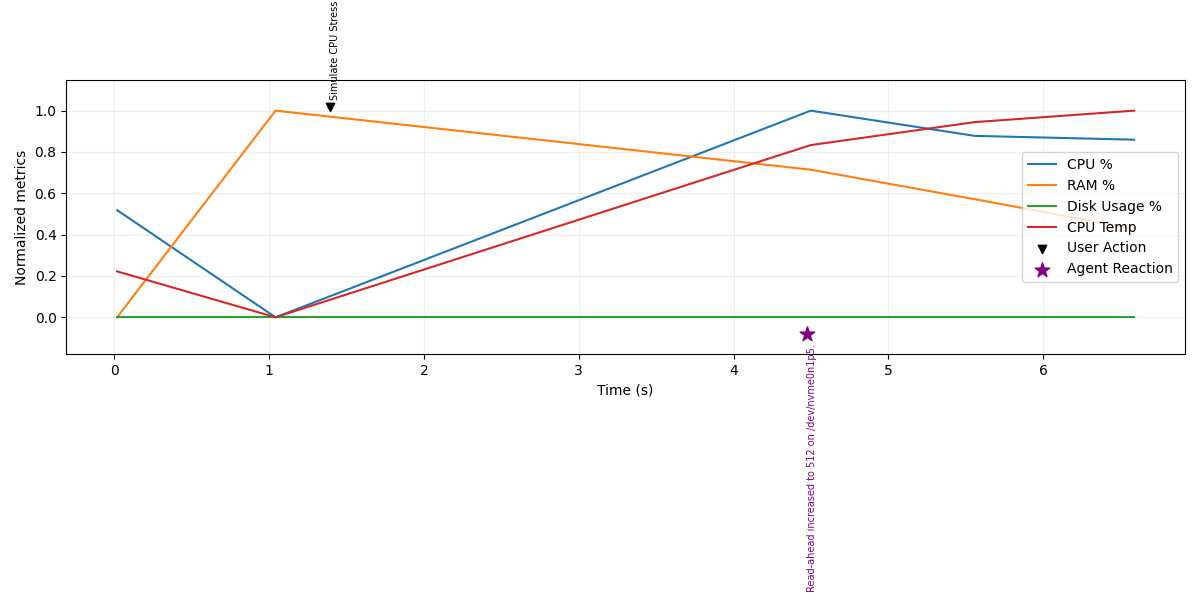 Simulate CPU Stress
Normalized metrics
1.0
0.8
0.6
0.4
0.2
0.0
CPU %
RAM %
Disk Usage %
CPU Temp
User Action
Agent Reaction
0 1 2 3 4 5 6
Time (s)
Read-ahead increased to 512 on /dev/nvme0n1p5.